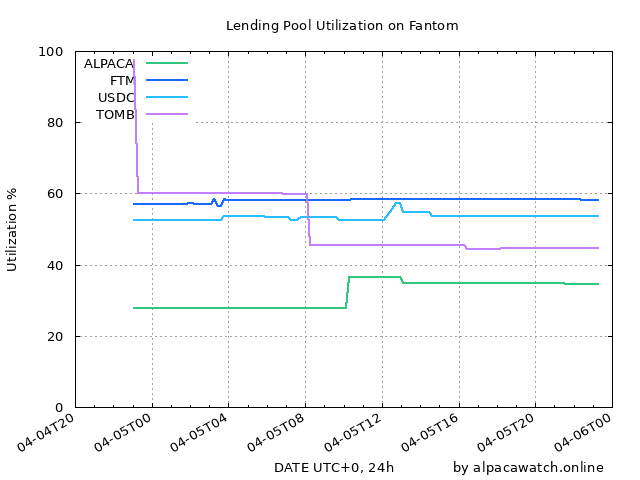 Lending Pool Utilization on Fantom
100
80
60
40
20
0
Utilization %
ALPACA
FTM
USDC
TOMB
04-04T20
04-05T00
04-05T04
04-05T08
04-05T12
04-05T16
04-05T20
04-06T00
DATE UTC+0, 24h
by alpacawatch.online